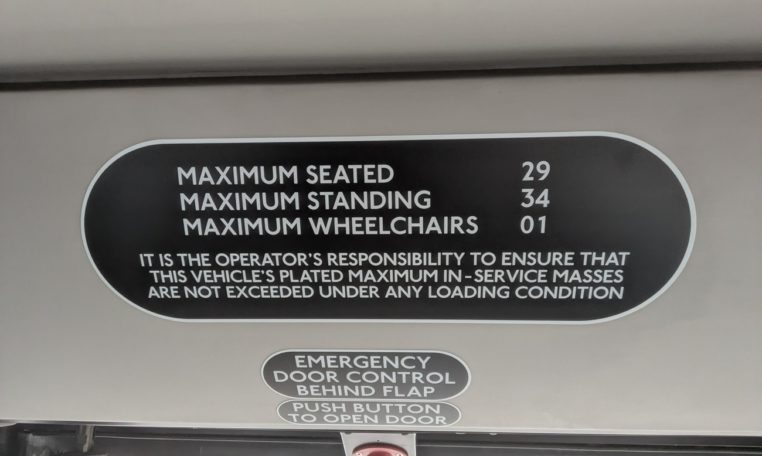 MAXIMUM SEATED 29
MAXIMUM STANDING 34
MAXIMUM WHEELCHAIRS 01
IT IS THE OPERATOR'S RESPONSIBILITY TO ENSURE THAT
THIS VEHICLE'S PLATED MAXIMUM IN-SERVICE MASSES
ARE NOT EXCEEDED UNDER ANY LOADING CONDITION
EMERGENCY
DOOR CONTROL
BEHIND FLAP
PUSH BUTTON
TO OPEN DOOR